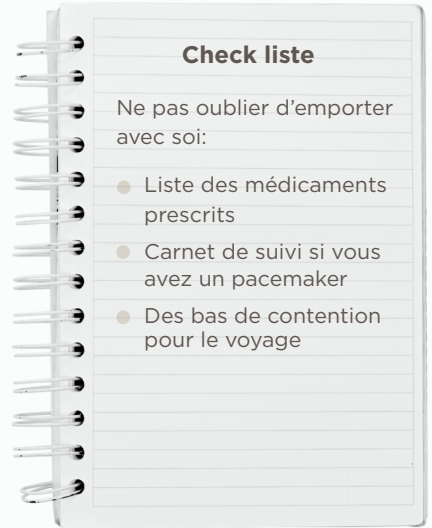 Check liste
Ne pas oublier d’emporter
avec soi:
Liste des médicaments
prescrits
Carnet de suivi si vous
avez un pacemaker
Des bas de contention
pour le voyage